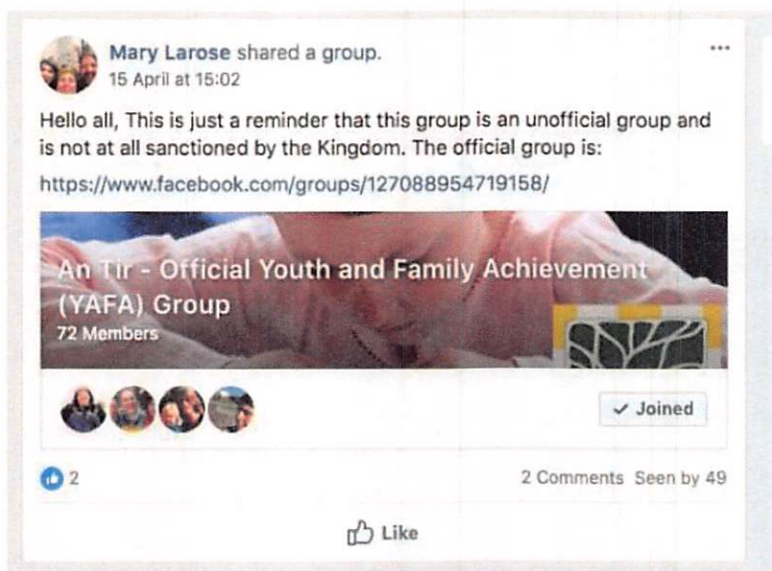 Mary Larose shared a group.
15 April at 15:02
Hello all, This is just a reminder that this group is an unofficial group and
is not at all sanctioned by the Kingdom. The official group is:
https://www.facebook.com/groups/127088954719158/
An Tir - Official Youth and Family Achievement
(YAFA) Group
72 Members
Joined
2
2 Comments Seen by 49
Like